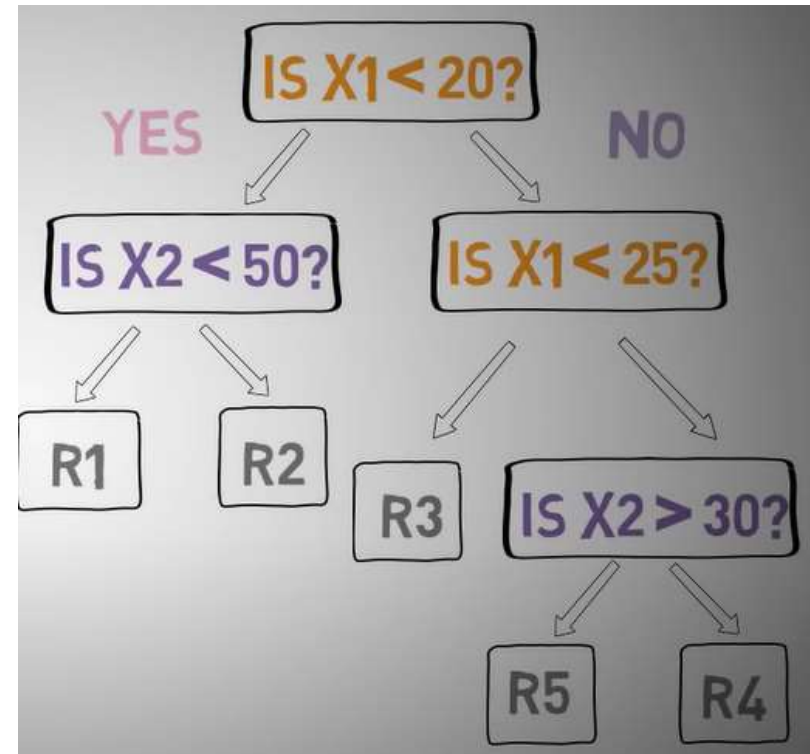 IS X1 < 20?
YES
NO
IS X2 < 50?
IS X1 < 25?
R1
R2
R3
IS X2 > 30?
R5
R4